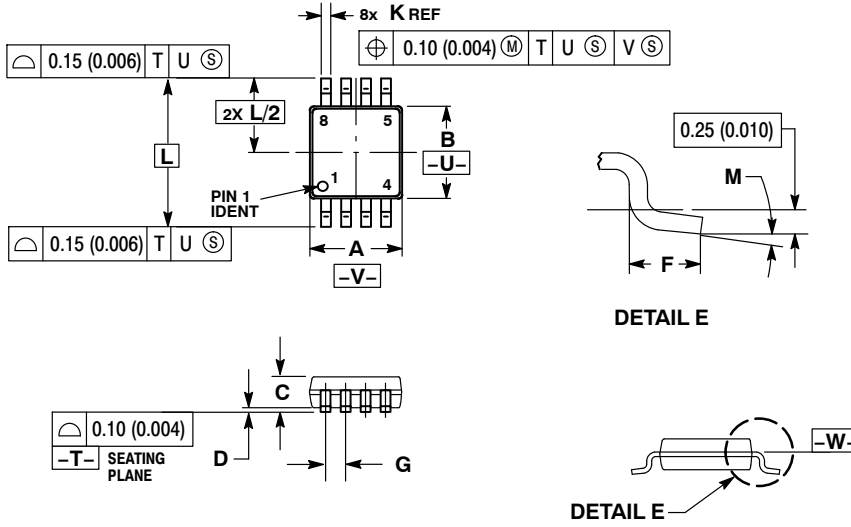 8x K REF
⌖ 0.10 (0.004) Ⓜ T U Ⓢ V Ⓢ
⌓ 0.15 (0.006) T U Ⓢ
2X L/2
8 5
B
-U-
L
1
4
PIN 1
IDENT
⌓ 0.15 (0.006) T U Ⓢ
A
-V-
0.25 (0.010)
M
F
DETAIL E
C
⌓ 0.10 (0.004)
-T- SEATING
PLANE
D
G
-W-
DETAIL E